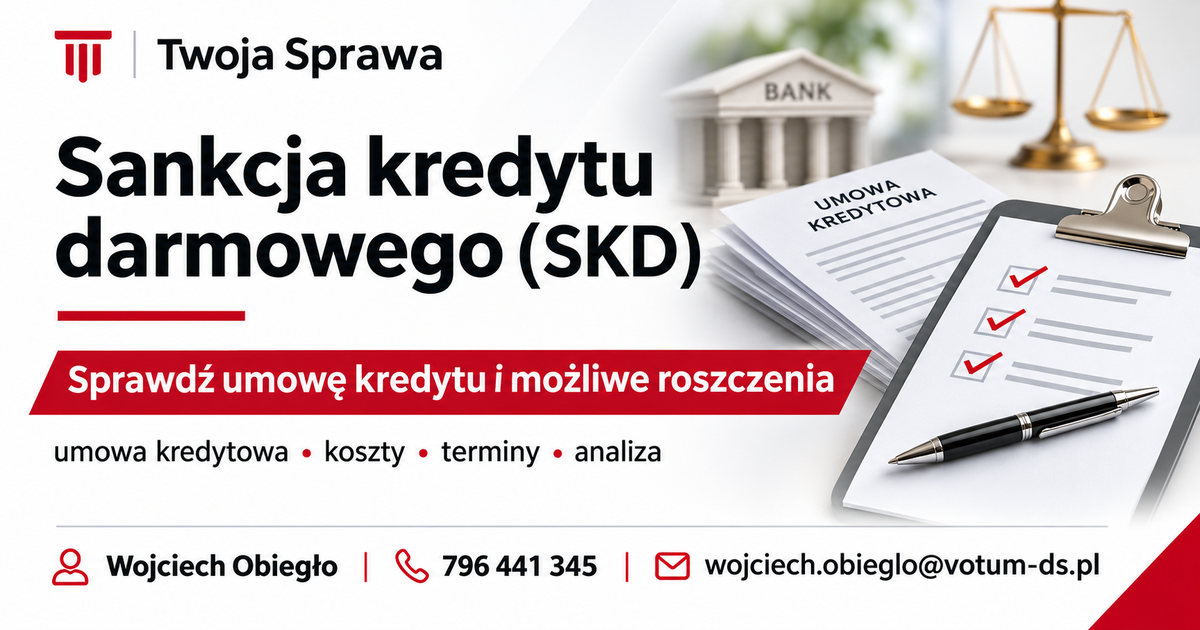 Twoja Sprawa
BANK
Sankcja kredytu
darmowego (SKD)
UMOWA
KREDYTOWA
Sprawdź umowę kredytu i możliwe roszczenia
umowa kredytowa • koszty • terminy • analiza
Wojciech Obiegło | 796 441 345 | wojciech.obieglo@votum-ds.pl